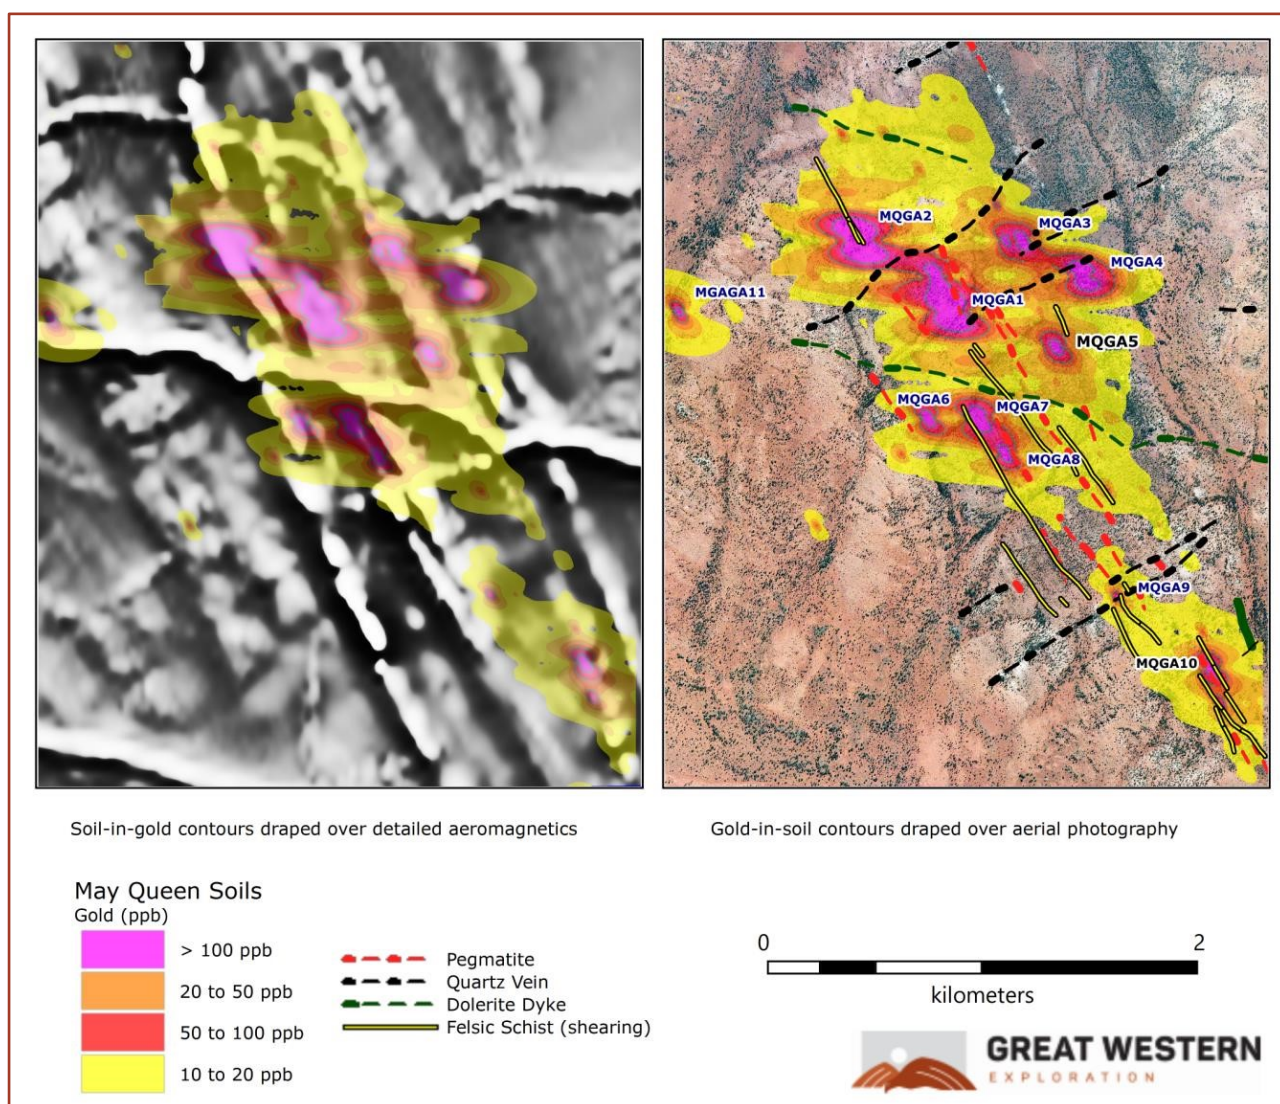 MQGA2
MQGA3
MQGA4
MGAGA11
MQGA1
MQGA5
MQGA6
MQGA7
MQGA8
MQGA9
MQGA10
Soil-in-gold contours draped over detailed aeromagnetics
Gold-in-soil contours draped over aerial photography
May Queen Soils
Gold (ppb)
> 100 ppb
20 to 50 ppb
50 to 100 ppb
10 to 20 ppb
Pegmatite
Quartz Vein
Dolerite Dyke
Felsic Schist (shearing)
0 2
kilometers
GREAT WESTERN
EXPLORATION